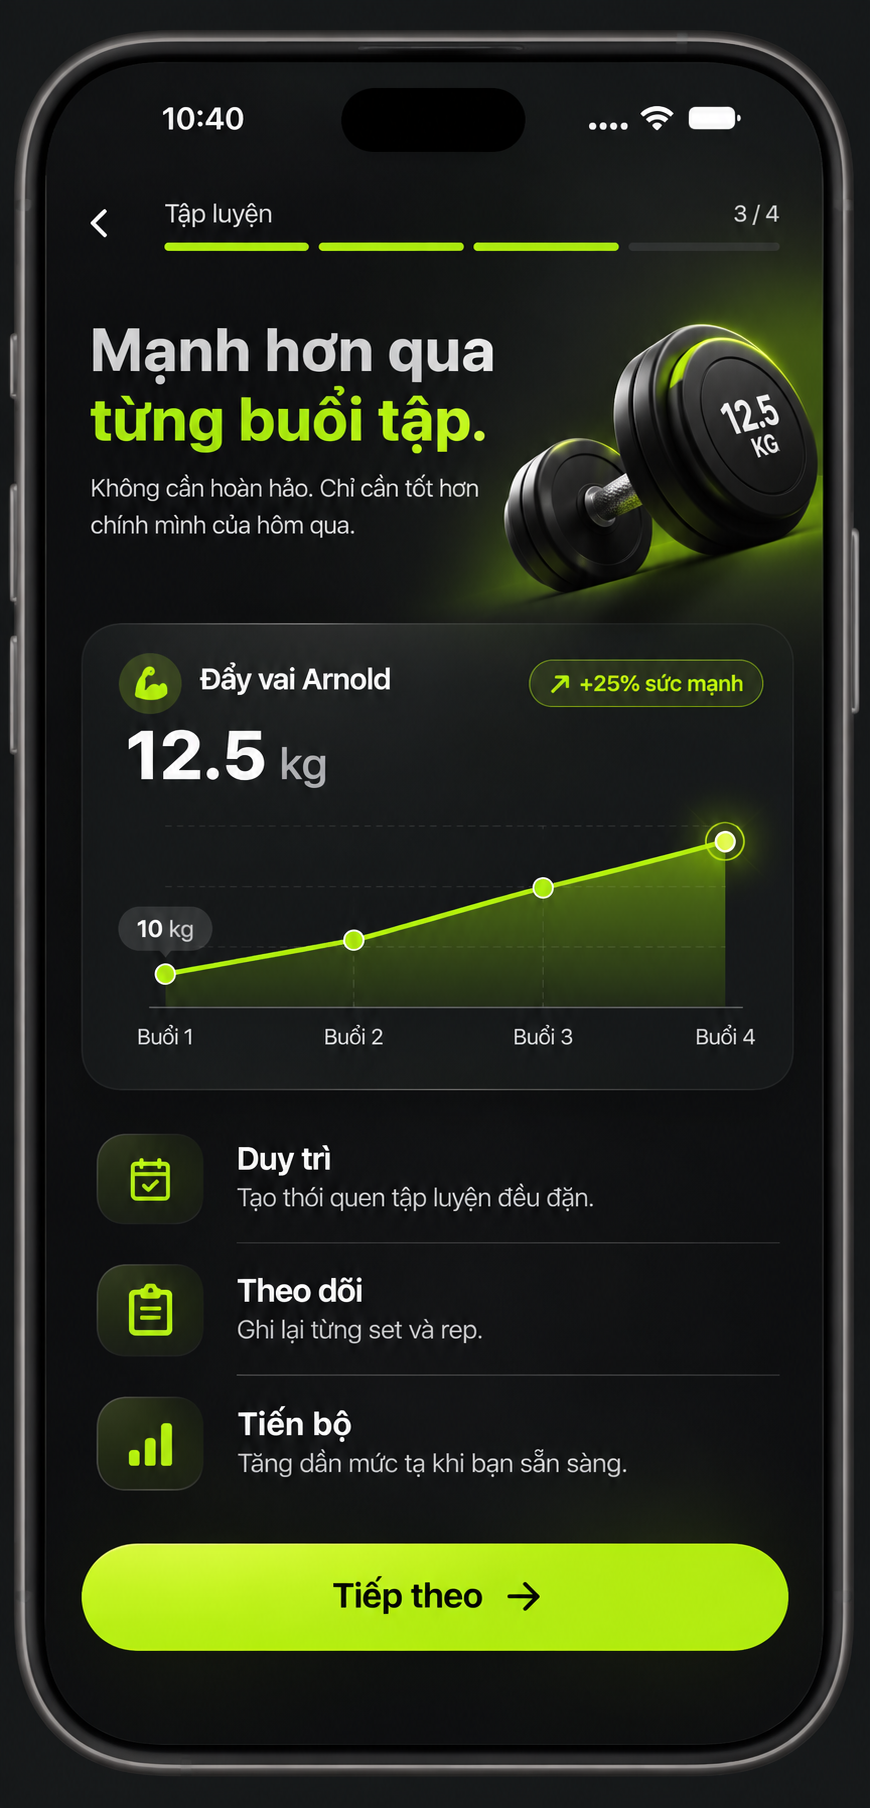 10:40
Tập luyện
3 / 4
Mạnh hơn qua
từng buổi tập.
Không cần hoàn hảo. Chỉ cần tốt hơn
chính mình của hôm qua.
12.5
KG
Đẩy vai Arnold
+25% sức mạnh
12.5 kg
10 kg
Buổi 1
Buổi 2
Buổi 3
Buổi 4
Duy trì
Tạo thói quen tập luyện đều đặn.
Theo dõi
Ghi lại từng set và rep.
Tiến bộ
Tăng dần mức tạ khi bạn sẵn sàng.
Tiếp theo